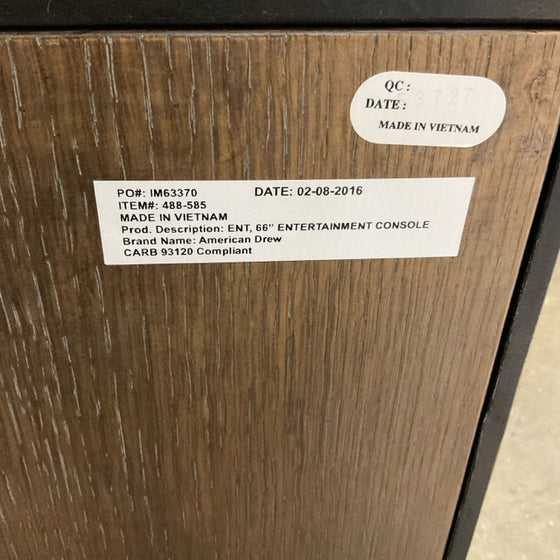 QC :
DATE :
MADE IN VIETNAM
PO#: IM63370 DATE: 02-08-2016
ITEM#: 488-585
MADE IN VIETNAM
Prod. Description: ENT, 66" ENTERTAINMENT CONSOLE
Brand Name: American Drew
CARB 93120 Compliant